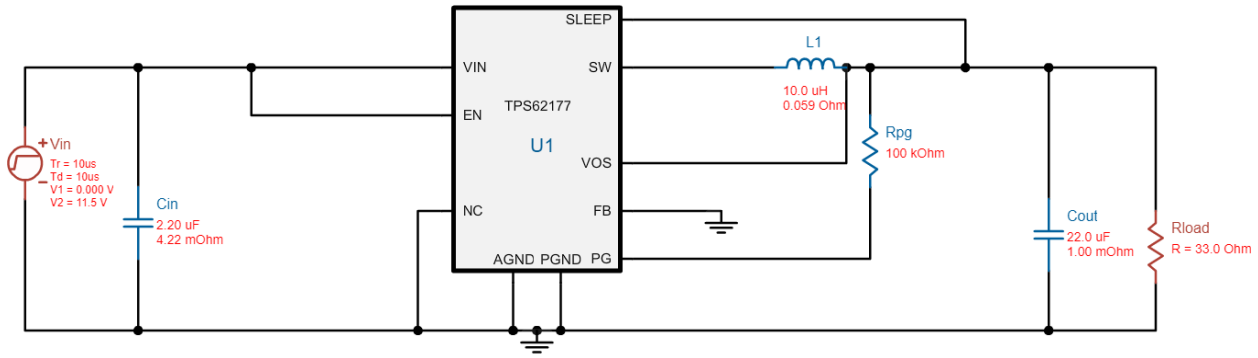 SLEEP
L1
VIN
SW
10.0 uH
0.059 Ohm
TPS62177
EN
U1
Rpg
100 kOhm
+
Vin
Tr = 10us
Td = 10us
V1 = 0.000 V
V2 = 11.5 V
VOS
Cin
2.20 uF
4.22 mOhm
NC
FB
Cout
22.0 uF
1.00 mOhm
Rload
R = 33.0 Ohm
AGND PGND
PG